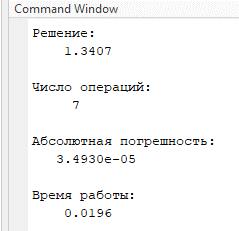 Command Window
Решение:
1.3407
Число операций:
7
Абсолютная погрешность:
3.4930e-05
Время работы:
0.0196